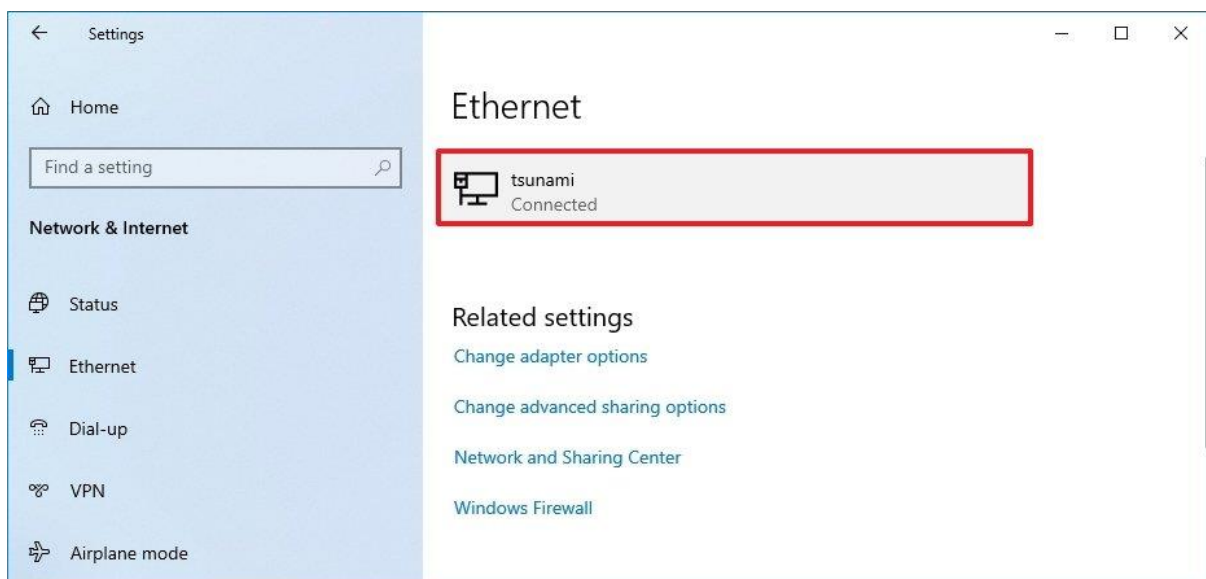 Settings
Home
Find a setting
Network & Internet
Status
Ethernet
Dial-up
VPN
Airplane mode
Ethernet
tsunami
Connected
Related settings
Change adapter options
Change advanced sharing options
Network and Sharing Center
Windows Firewall